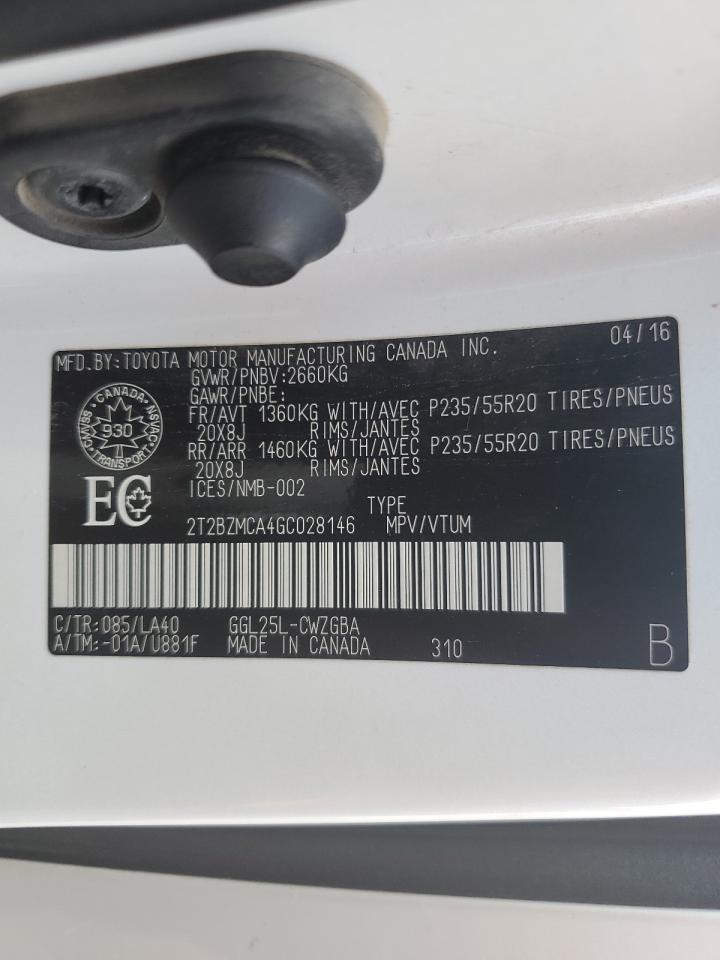 MFD.BY:TOYOTA MOTOR MANUFACTURING CANADA INC. 04/16
GVWR/PNBV:2660KG
GAWR/PNBE:
FR/AVT 1360KG WITH/AVEC P235/55R20 TIRES/PNEUS
20X8J RIMS/JANTES
RR/ARR 1460KG WITH/AVEC P235/55R20 TIRES/PNEUS
20X8J RIMS/JANTES
ICES/NMB-002
CANADA
CMVSS 930 NSVAC
TRANSPORT
EC
TYPE
2T2BZMCA4GC028146 MPV/VTUM
C/TR:085/LA40 GGL25L-CWZGBA
A/TM:-01A/U881F MADE IN CANADA 310
B